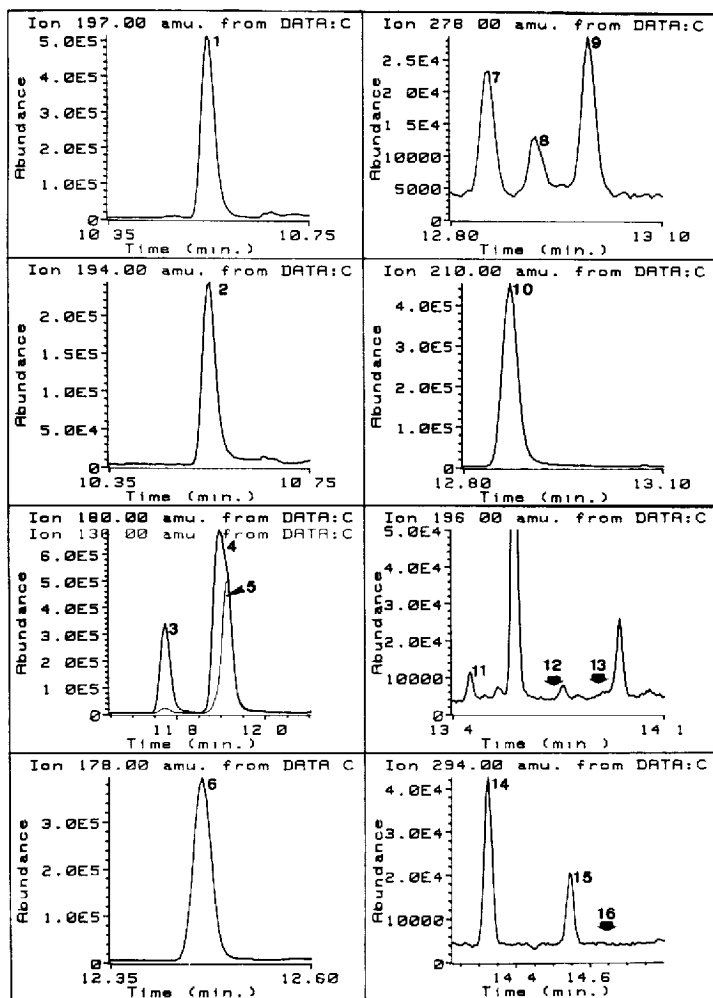 Ion 197.00 amu. from DATA:C
Abundance
5.0E5
4.0E5
3.0E5
2.0E5
1.0E5
0
1
10.35 10.75
Time (min.)
Ion 278 00 amu. from DATA:C
Abundance
2.5E4
2 0E4
1 5E4
10000
5000
0
7
8
9
12.80 13 10
Time (min.)
Ion 194.00 amu. from DATA:C
Abundance
2.0E5
1.5E5
1.0E5
5.0E4
0
2
10.35 10.75
Time (min.)
Ion 210.00 amu. from DATA:C
Abundance
4.0E5
3.0E5
2.0E5
1.0E5
0
10
12.80 13.10
Time (min.)
Ion 180.00 amu. from DATA:C
Ion 136 00 amu from DATA:C
Abundance
6.0E5
5.0E5
4.0E5
3.0E5
2.0E5
1.0E5
0
3
4
5
11 8 12 0
Time (min.)
Ion 196 00 amu. from DATA:C
Abundance
5.0E4
4.0E4
3.0E4
2.0E4
10000
0
11
12
13
13 4 14 1
Time (min.)
Ion 178.00 amu. from DATA C
Abundance
3.0E5
2.0E5
1.0E5
0
6
12.35 12.60
Time (min.)
Ion 294.00 amu. from DATA:C
Abundance
4.0E4
3.0E4
2.0E4
10000
0
14
15
16
14 4 14.6
Time (min.)